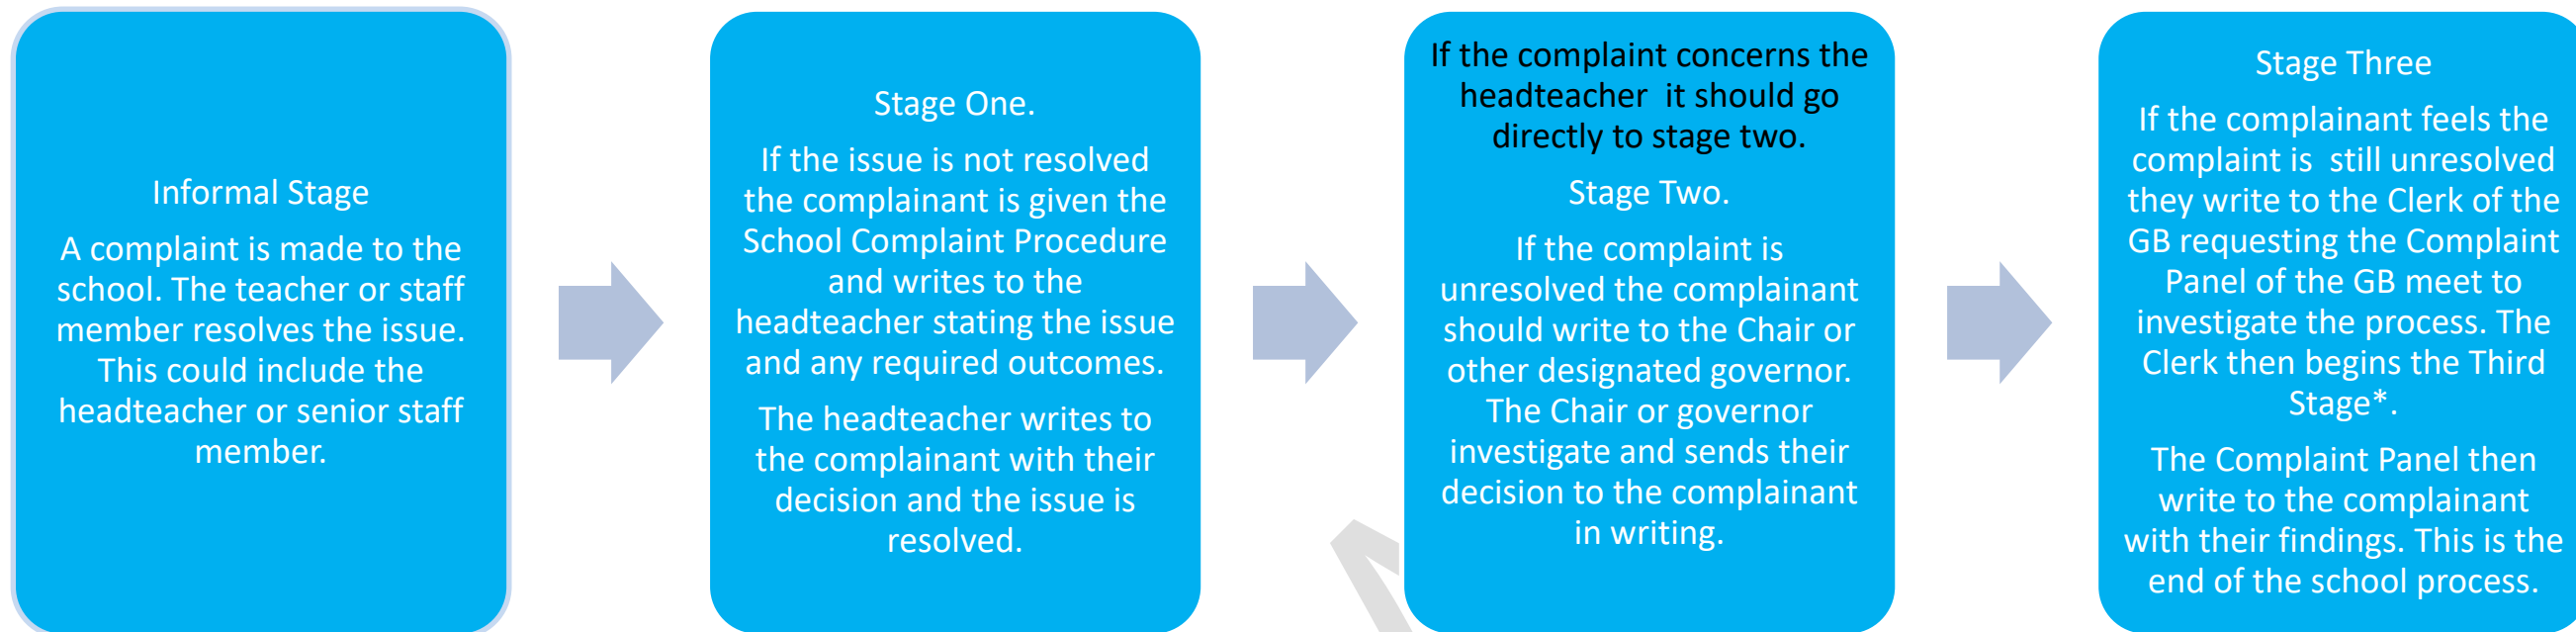 Informal Stage
A complaint is made to the
school. The teacher or staff
member resolves the issue.
This could include the
headteacher or senior staff
member.
Stage One.
If the issue is not resolved
the complainant is given the
School Complaint Procedure
and writes to the
headteacher stating the issue
and any required outcomes.
The headteacher writes to
the complainant with their
decision and the issue is
resolved.
If the complaint concerns the
headteacher it should go
directly to stage two.
Stage Two.
If the complaint is
unresolved the complainant
should write to the Chair or
other designated governor.
The Chair or governor
investigate and sends their
decision to the complainant
in writing.
Stage Three
If the complainant feels the
complaint is still unresolved
they write to the Clerk of the
GB requesting the Complaint
Panel of the GB meet to
investigate the process. The
Clerk then begins the Third
Stage*.
The Complaint Panel then
write to the complainant
with their findings. This is the
end of the school process.